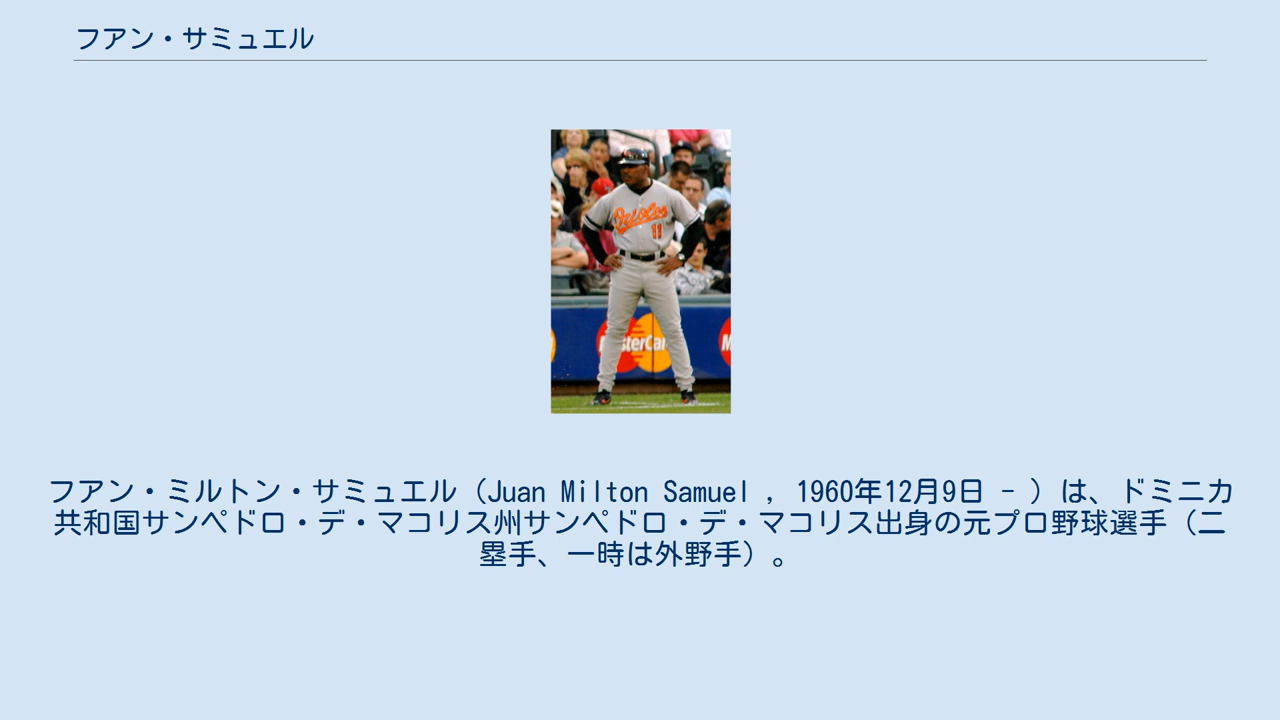 フアン・サミュエル
Orioles
11
MasterCard
M
フアン・ミルトン・サミュエル（Juan Milton Samuel , 1960年12月9日 - ）は、ドミニカ
共和国サンペドロ・デ・マコリス州サンペドロ・デ・マコリス出身の元プロ野球選手（二
塁手、一時は外野手）。